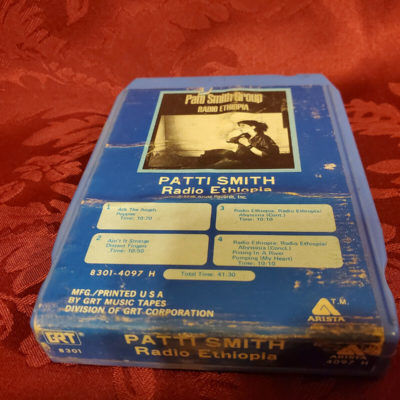 Patti Smith Group
RADIO ETHIOPIA
PATTI SMITH
Radio Ethiopia
1
Ask The Angels
Poppies
Time: 10:70
2
Ain't It Strange
Distant Fingers
Time: 10:50
3
Radio Ethiopia; Radio Ethiopia/
Abyssinia (Cont.)
Time: 10:10
4
Radio Ethiopia; Radio Ethiopia/
Abyssinia (Concl.)
Pissing In A River
Pumping (My Heart)
Time: 10:10
8301-4097 H
Total Time: 41:30
MFG./PRINTED U S A
BY GRT MUSIC TAPES
DIVISION OF GRT CORPORATION
T.M.
ARISTA
GRT
8301
PATTI SMITH
Radio Ethiopia
ARISTA
4097 H